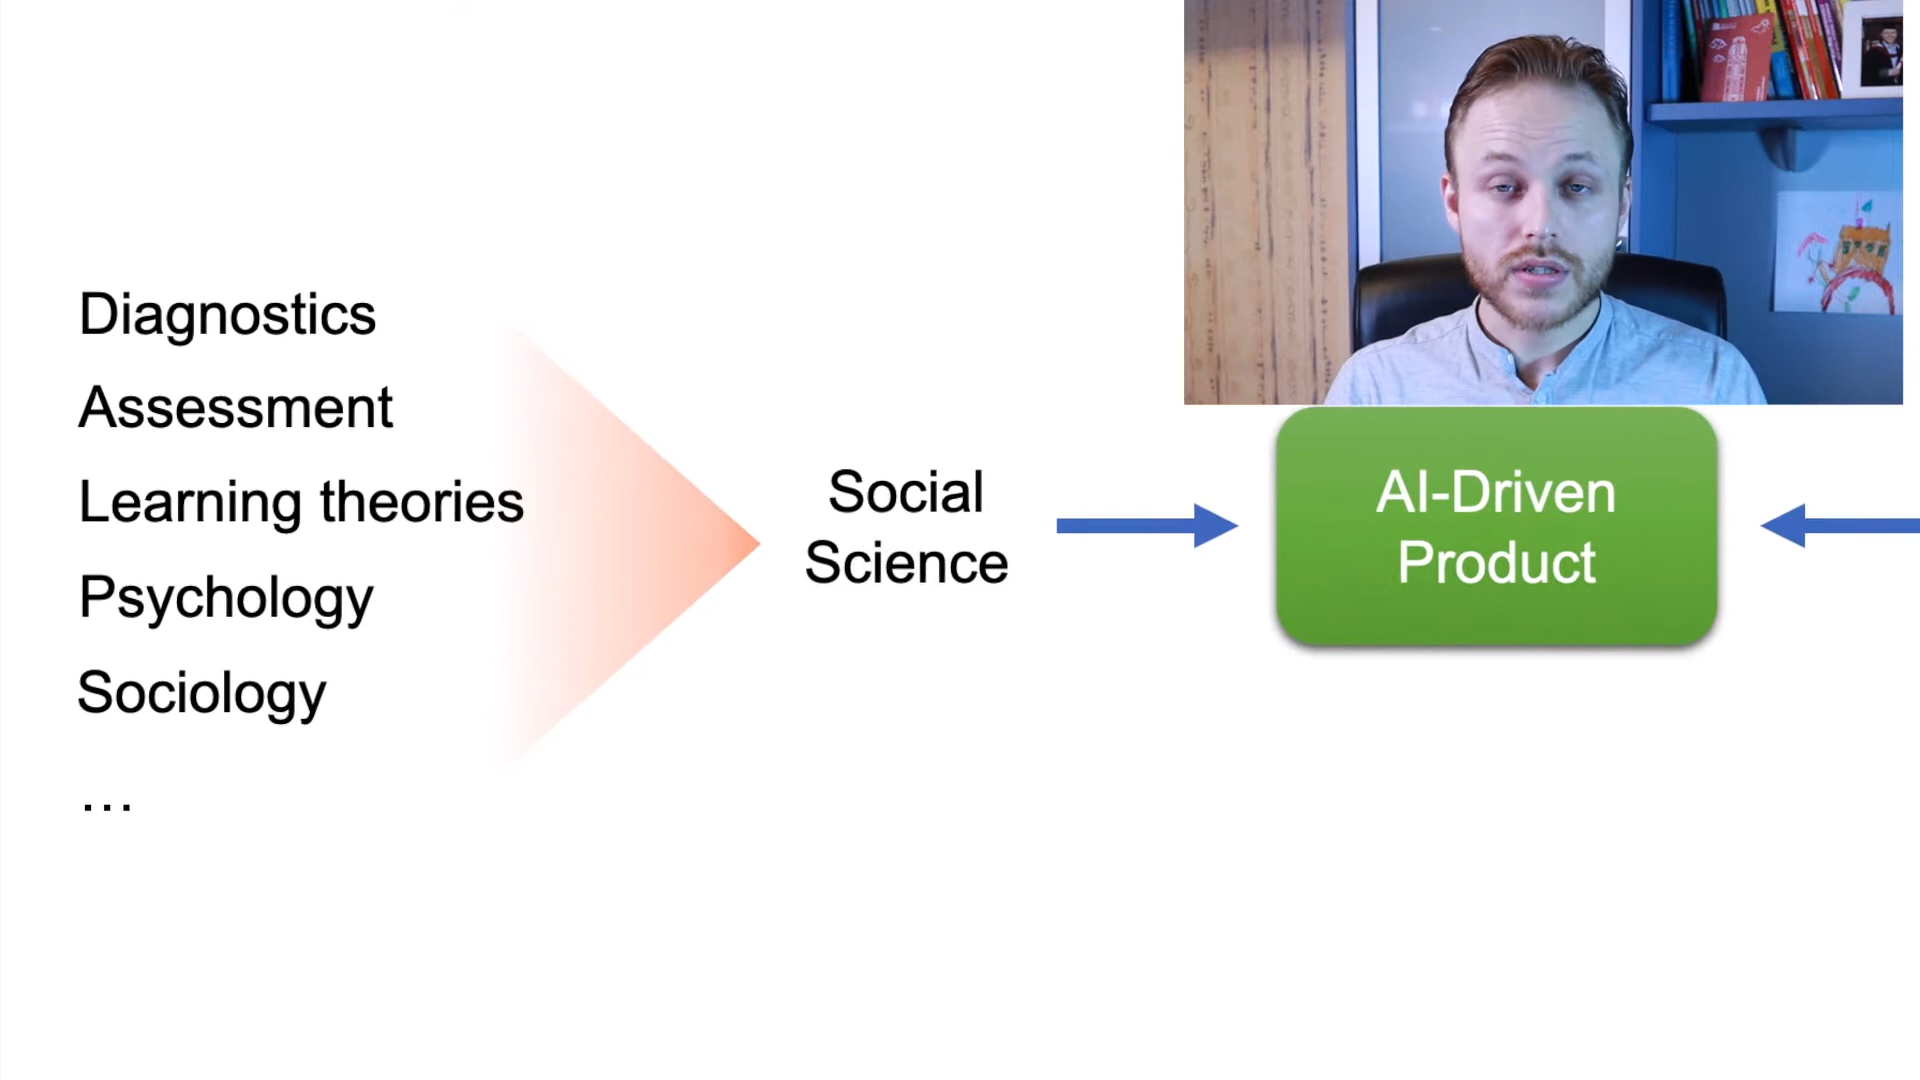 Diagnostics
Assessment
Learning theories
Psychology
Sociology
…
Social
Science
AI-Driven
Product